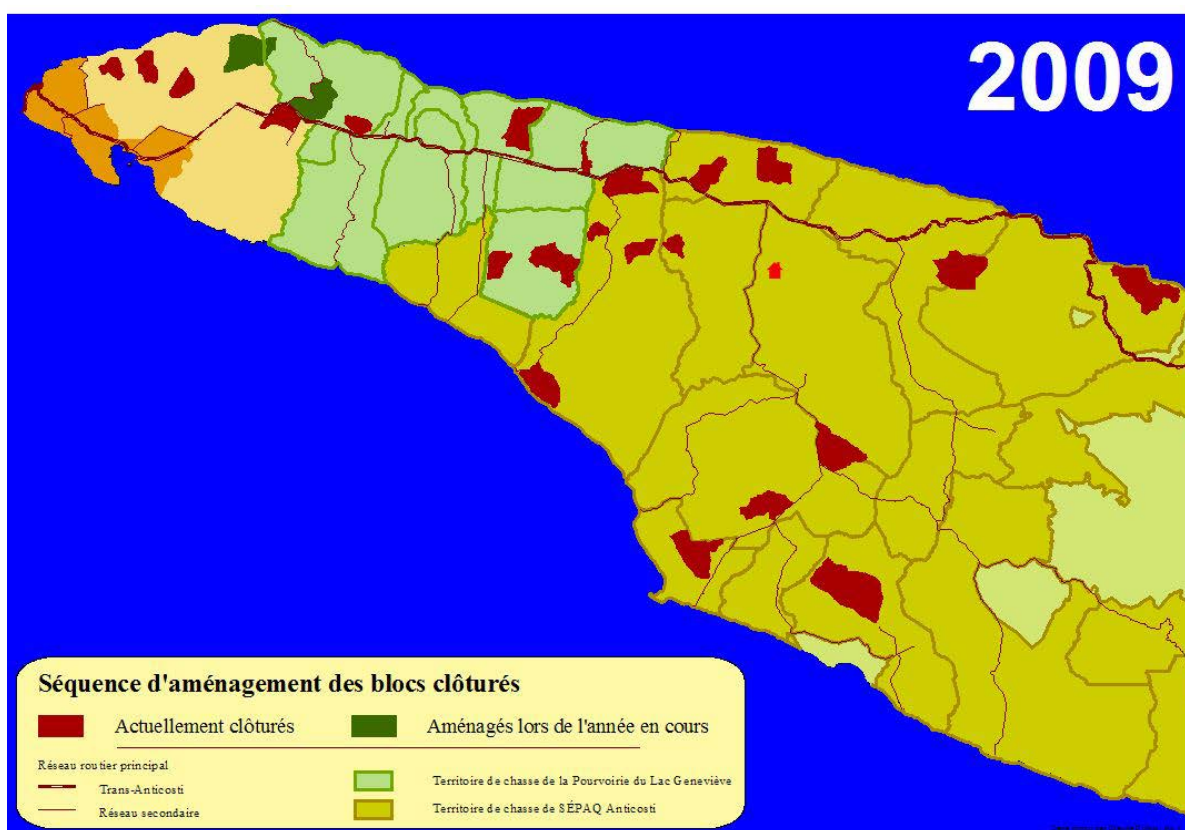 2009
Séquence d'aménagement des blocs clôturés
Actuellement clôturés
Aménagés lors de l'année en cours
Réseau routier principal
Trans-Anticosti
Réseau secondaire
Territoire de chasse de la Pourvoirie du Lac Geneviève
Territoire de chasse de SÉPAQ Anticosti